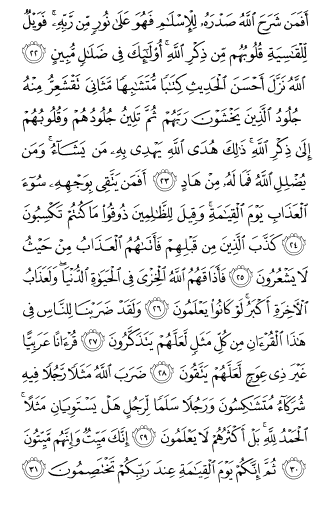 أَفَمَن شَرَحَ ٱللَّهُ صَدْرَهُۥ لِلْإِسْلَـٰمِ فَهُوَ عَلَىٰ نُورٍ مِّن رَّبِّهِۦ ۚ فَوَيْلٌ
لِّلْقَـٰسِيَةِ قُلُوبُهُم مِّن ذِكْرِ ٱللَّهِ ۚ أُو۟لَـٰٓئِكَ فِى ضَلَـٰلٍ مُّبِينٍ ﴿٢٢﴾
ٱللَّهُ نَزَّلَ أَحْسَنَ ٱلْحَدِيثِ كِتَـٰبًا مُّتَشَـٰبِهًا مَّثَانِىَ تَقْشَعِرُّ مِنْهُ
جُلُودُ ٱلَّذِينَ يَخْشَوْنَ رَبَّهُمْ ثُمَّ تَلِينُ جُلُودُهُمْ وَقُلُوبُهُمْ
إِلَىٰ ذِكْرِ ٱللَّهِ ۚ ذَٰلِكَ هُدَى ٱللَّهِ يَهْدِى بِهِۦ مَن يَشَآءُ ۚ وَمَن
يُضْلِلِ ٱللَّهُ فَمَا لَهُۥ مِنْ هَادٍ ﴿٢٣﴾ أَفَمَن يَتَّقِى بِوَجْهِهِۦ سُوٓءَ
ٱلْعَذَابِ يَوْمَ ٱلْقِيَـٰمَةِ ۚ وَقِيلَ لِلظَّـٰلِمِينَ ذُوقُوا۟ مَا كُنتُمْ تَكْسِبُونَ
﴿٢٤﴾ كَذَّبَ ٱلَّذِينَ مِن قَبْلِهِمْ فَأَتَىٰهُمُ ٱلْعَذَابُ مِنْ حَيْثُ
لَا يَشْعُرُونَ ﴿٢٥﴾ فَأَذَاقَهُمُ ٱللَّهُ ٱلْخِزْىَ فِى ٱلْحَيَوٰةِ ٱلدُّنْيَا ۖ وَلَعَذَابُ
ٱلْـَٔاخِرَةِ أَكْبَرُ ۚ لَوْ كَانُوا۟ يَعْلَمُونَ ﴿٢٦﴾ وَلَقَدْ ضَرَبْنَا لِلنَّاسِ فِى
هَـٰذَا ٱلْقُرْءَانِ مِن كُلِّ مَثَلٍ لَّعَلَّهُمْ يَتَذَكَّرُونَ ﴿٢٧﴾ قُرْءَانًا عَرَبِيًّا
غَيْرَ ذِى عِوَجٍ لَّعَلَّهُمْ يَتَّقُونَ ﴿٢٨﴾ ضَرَبَ ٱللَّهُ مَثَلًا رَّجُلًا فِيهِ
شُرَكَآءُ مُتَشَـٰكِسُونَ وَرَجُلًا سَلَمًا لِّرَجُلٍ هَلْ يَسْتَوِيَانِ مَثَلًا ۚ
ٱلْحَمْدُ لِلَّهِ ۚ بَلْ أَكْثَرُهُمْ لَا يَعْلَمُونَ ﴿٢٩﴾ إِنَّكَ مَيِّتٌ وَإِنَّهُم مَّيِّتُونَ
﴿٣٠﴾ ثُمَّ إِنَّكُمْ يَوْمَ ٱلْقِيَـٰمَةِ عِندَ رَبِّكُمْ تَخْتَصِمُونَ ﴿٣١﴾